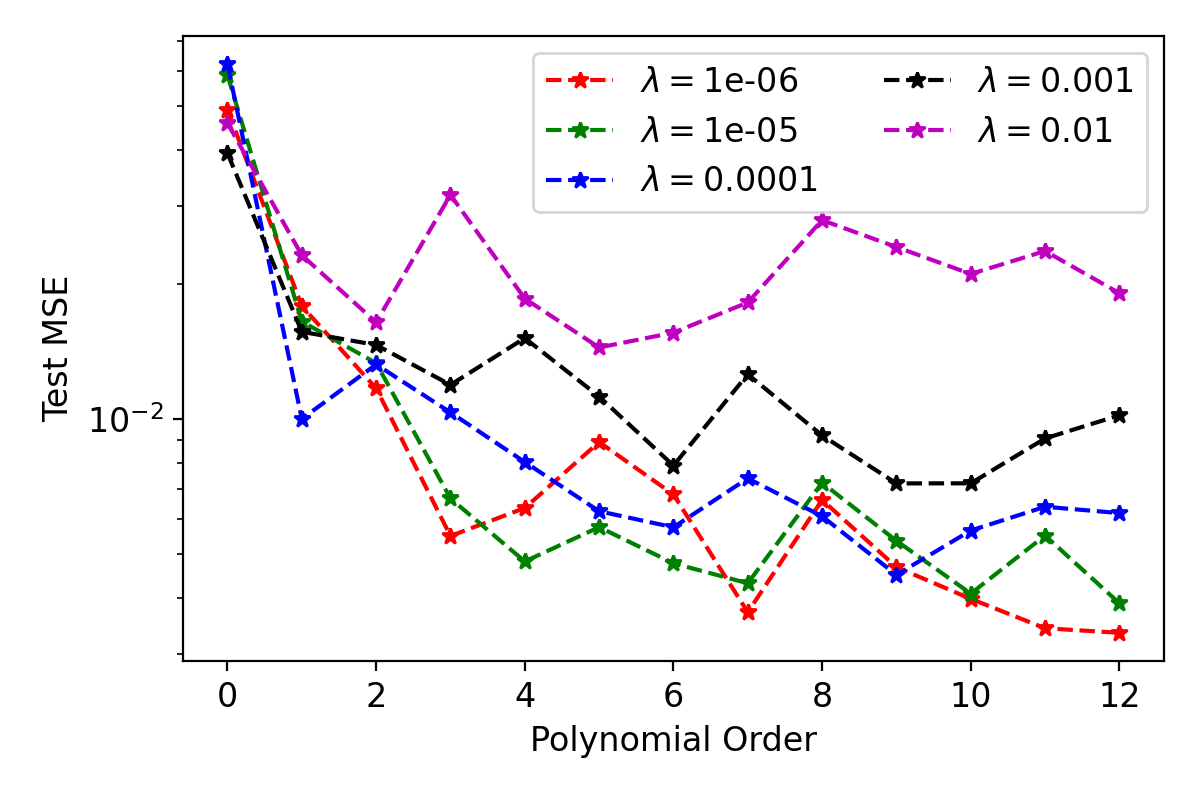 λ = 1e-06
λ = 1e-05
λ = 0.0001
λ = 0.001
λ = 0.01
Test MSE
10⁻²
0 2 4 6 8 10 12
Polynomial Order